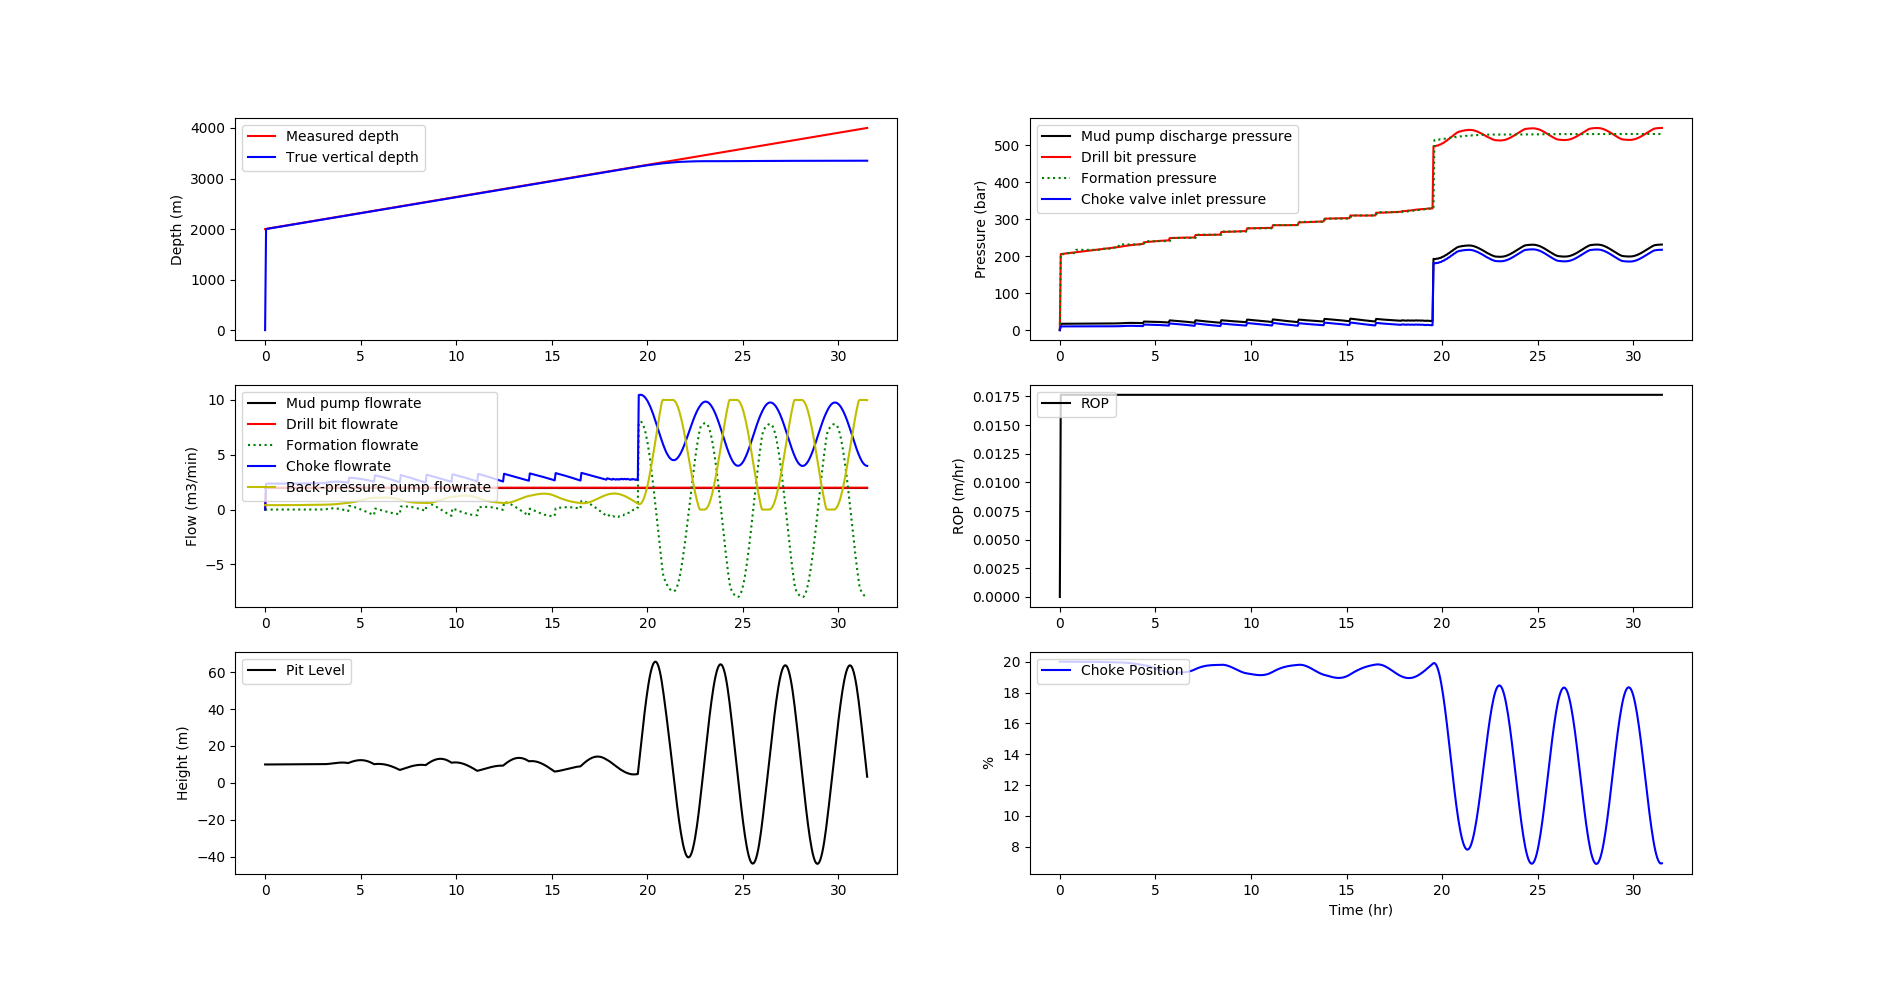 Measured depth
True vertical depth
Depth (m)
4000
3000
2000
1000
0
0 5 10 15 20 25 30
Mud pump discharge pressure
Drill bit pressure
Formation pressure
Choke valve inlet pressure
Pressure (bar)
500
400
300
200
100
0
0 5 10 15 20 25 30
Mud pump flowrate
Drill bit flowrate
Formation flowrate
Choke flowrate
Back-pressure pump flowrate
Flow (m3/min)
10
5
0
−5
0 5 10 15 20 25 30
ROP
ROP (m/hr)
0.0175
0.0150
0.0125
0.0100
0.0075
0.0050
0.0025
0.0000
0 5 10 15 20 25 30
Pit Level
Height (m)
60
40
20
0
−20
−40
0 5 10 15 20 25 30
Choke Position
%
20
18
16
14
12
10
8
0 5 10 15 20 25 30
Time (hr)